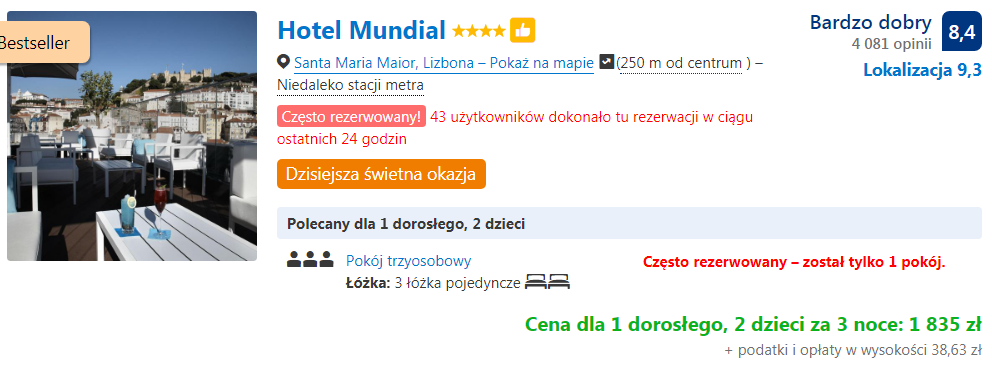 Bestseller
Hotel Mundial
Santa Maria Maior, Lizbona – Pokaż na mapie (250 m od centrum ) –
Niedaleko stacji metra
Często rezerwowany! 43 użytkowników dokonało tu rezerwacji w ciągu
ostatnich 24 godzin
Dzisiejsza świetna okazja
Bardzo dobry
4 081 opinii
8,4
Lokalizacja 9,3
Polecany dla 1 dorosłego, 2 dzieci
Pokój trzyosobowy
Łóżka: 3 łóżka pojedyncze
Często rezerwowany – został tylko 1 pokój.
Cena dla 1 dorosłego, 2 dzieci za 3 noce: 1 835 zł
+ podatki i opłaty w wysokości 38,63 zł